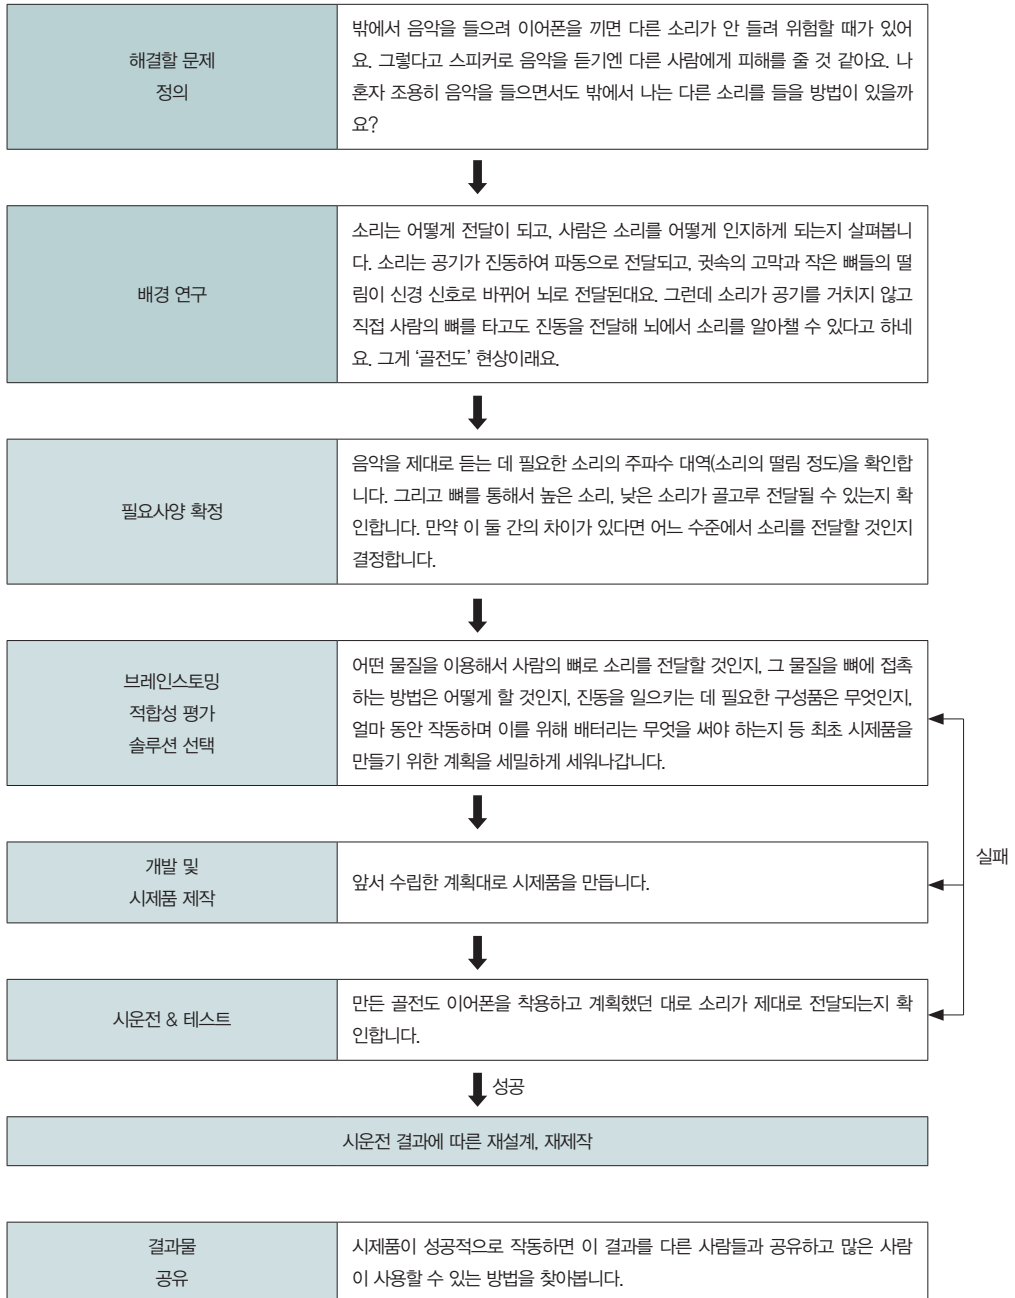 해결할 문제
정의
밖에서 음악을 들으려 이어폰을 끼면 다른 소리가 안 들려 위험할 때가 있어
요. 그렇다고 스피커로 음악을 듣기엔 다른 사람에게 피해를 줄 것 같아요. 나
혼자 조용히 음악을 들으면서도 밖에서 나는 다른 소리를 들을 방법이 있을까
요?
배경 연구
소리는 어떻게 전달이 되고, 사람은 소리를 어떻게 인지하게 되는지 살펴봅니
다. 소리는 공기가 진동하여 파동으로 전달되고, 귓속의 고막과 작은 뼈들의 떨
림이 신경 신호로 바뀌어 뇌로 전달된대요. 그런데 소리가 공기를 거치지 않고
직접 사람의 뼈를 타고도 진동을 전달해 뇌에서 소리를 알아챌 수 있다고 하네
요. 그게 ‘골전도’ 현상이래요.
필요사양 확정
음악을 제대로 듣는 데 필요한 소리의 주파수 대역(소리의 떨림 정도)을 확인합
니다. 그리고 뼈를 통해서 높은 소리, 낮은 소리가 골고루 전달될 수 있는지 확
인합니다. 만약 이 둘 간의 차이가 있다면 어느 수준에서 소리를 전달할 것인지
결정합니다.
브레인스토밍
적합성 평가
솔루션 선택
어떤 물질을 이용해서 사람의 뼈로 소리를 전달할 것인지, 그 물질을 뼈에 접촉
하는 방법은 어떻게 할 것인지, 진동을 일으키는 데 필요한 구성품은 무엇인지,
얼마 동안 작동하며 이를 위해 배터리는 무엇을 써야 하는지 등 최초 시제품을
만들기 위한 계획을 세밀하게 세워나갑니다.
실패
개발 및
시제품 제작
앞서 수립한 계획대로 시제품을 만듭니다.
시운전 & 테스트
만든 골전도 이어폰을 착용하고 계획했던 대로 소리가 제대로 전달되는지 확
인합니다.
성공
시운전 결과에 따른 재설계, 재제작
결과물
공유
시제품이 성공적으로 작동하면 이 결과를 다른 사람들과 공유하고 많은 사람
이 사용할 수 있는 방법을 찾아봅니다.